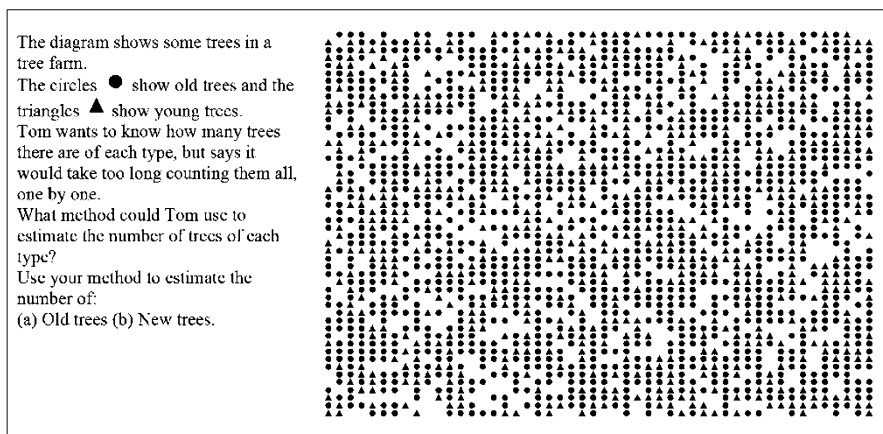 The diagram shows some trees in a
tree farm.
The circles ● show old trees and the
triangles ▲ show young trees.
Tom wants to know how many trees
there are of each type, but says it
would take too long counting them all,
one by one.
What method could Tom use to
estimate the number of trees of each
type?
Use your method to estimate the
number of:
(a) Old trees (b) New trees.